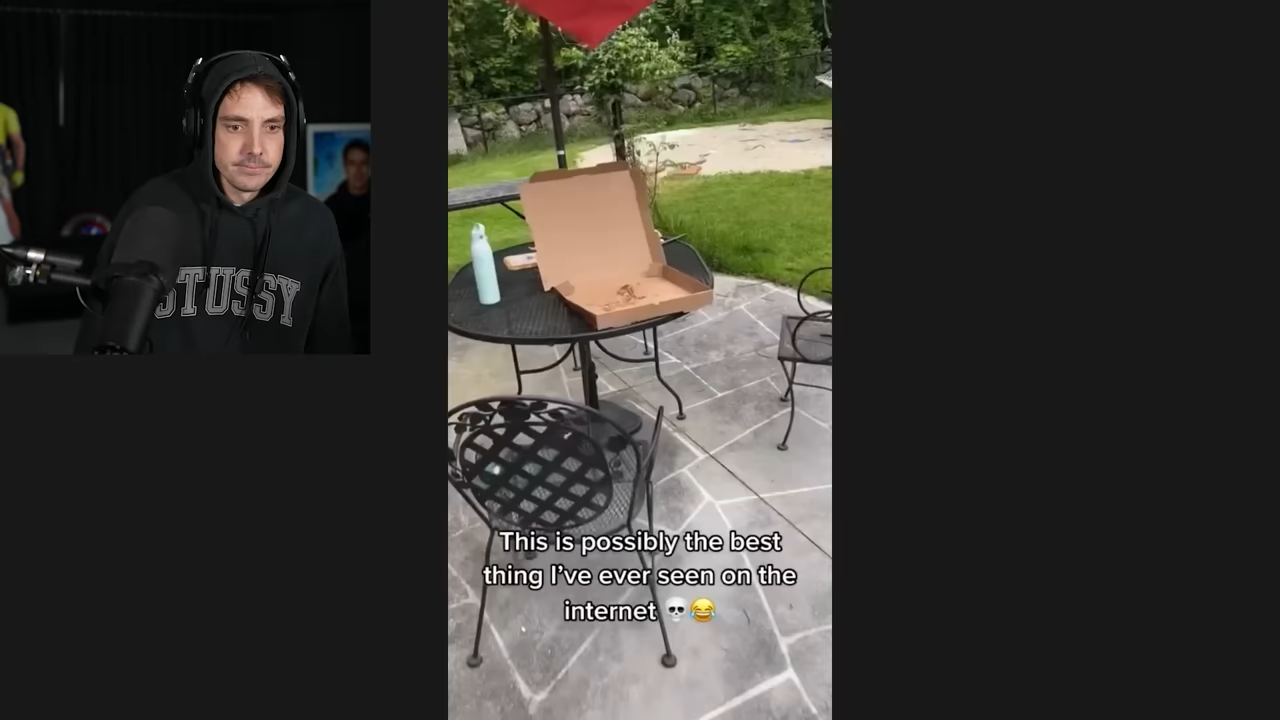 STUSSY
This is possibly the best
thing I've ever seen on the
internet 💀😂